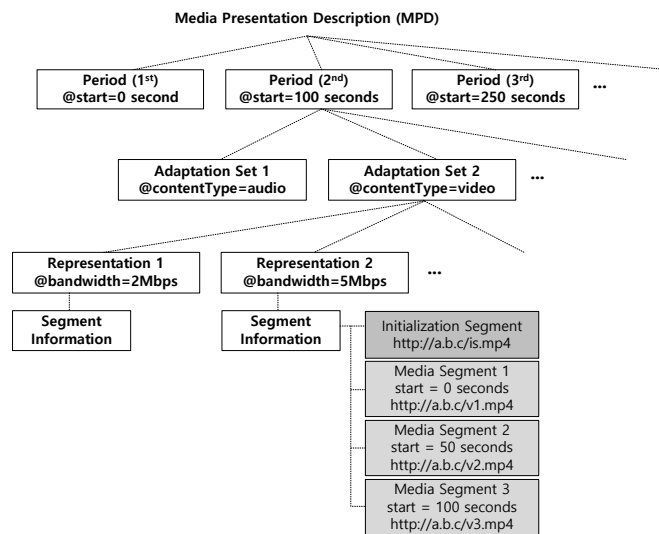 Media Presentation Description (MPD)
Period (1st)
@start=0 second
Period (2nd)
@start=100 seconds
Period (3rd)
@start=250 seconds
...
Adaptation Set 1
@contentType=audio
Adaptation Set 2
@contentType=video
...
Representation 1
@bandwidth=2Mbps
Representation 2
@bandwidth=5Mbps
...
Segment
Information
Segment
Information
Initialization Segment
http://a.b.c/is.mp4
Media Segment 1
start = 0 seconds
http://a.b.c/v1.mp4
Media Segment 2
start = 50 seconds
http://a.b.c/v2.mp4
Media Segment 3
start = 100 seconds
http://a.b.c/v3.mp4